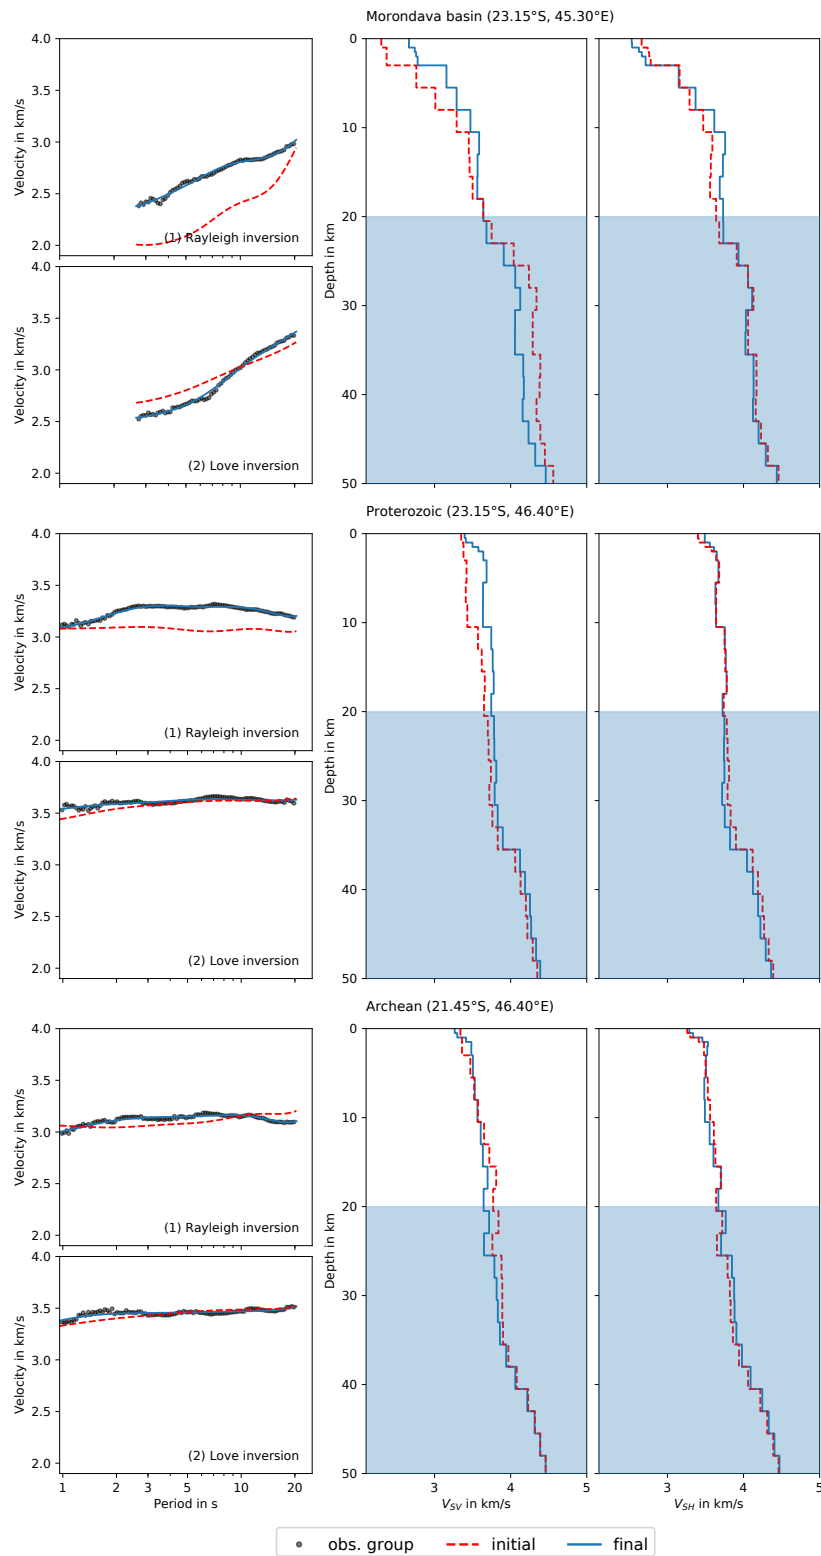 Morondava basin (23.15°S, 45.30°E)
4.0
3.5
3.0
2.5
2.0
Velocity in km/s
(1) Rayleigh inversion
4.0
3.5
3.0
2.5
2.0
Velocity in km/s
(2) Love inversion
0
10
20
30
40
50
Depth in km
Proterozoic (23.15°S, 46.40°E)
4.0
3.5
3.0
2.5
2.0
Velocity in km/s
(1) Rayleigh inversion
4.0
3.5
3.0
2.5
2.0
Velocity in km/s
(2) Love inversion
0
10
20
30
40
50
Depth in km
Archean (21.45°S, 46.40°E)
4.0
3.5
3.0
2.5
2.0
Velocity in km/s
(1) Rayleigh inversion
4.0
3.5
3.0
2.5
2.0
Velocity in km/s
(2) Love inversion
1 2 3 5 10 20
Period in s
0
10
20
30
40
50
Depth in km
3 4 5
V_SV in km/s
3 4 5
V_SH in km/s
obs. group initial final